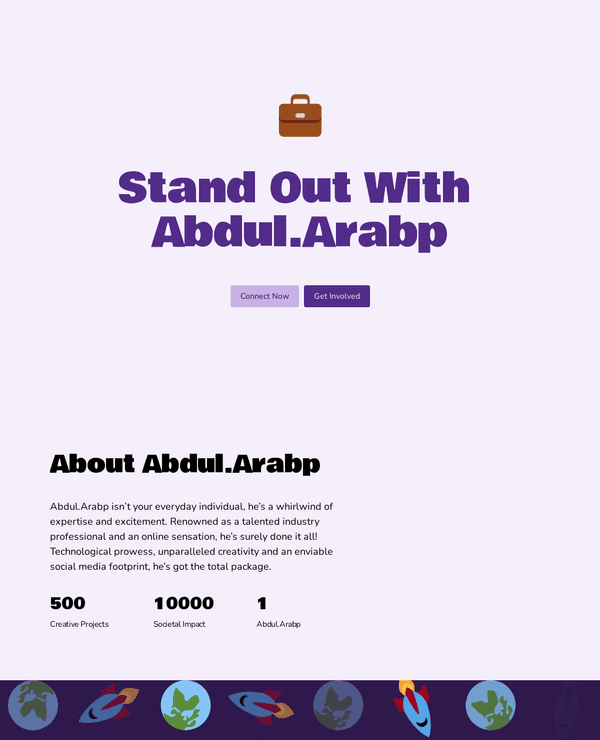 Stand Out With
Abdul.Arabp
Connect Now
Get Involved
About Abdul.Arabp
Abdul.Arabp isn't your everyday individual, he's a whirlwind of
expertise and excitement. Renowned as a talented industry
professional and an online sensation, he's surely done it all!
Technological prowess, unparalleled creativity and an enviable
social media footprint, he's got the total package.
500
10000
1
Creative Projects
Societal Impact
Abdul.Arabp